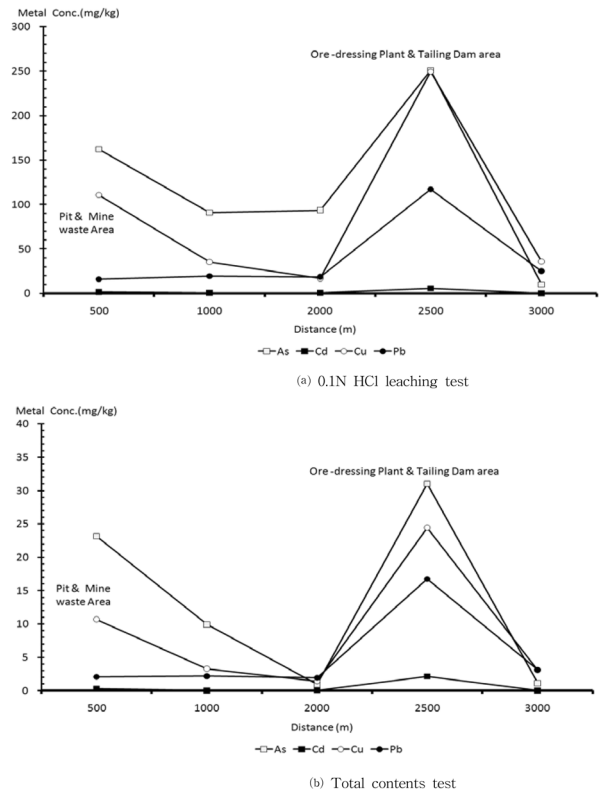 Metal Conc.(mg/kg)
300
250
200
150
100
50
0
Ore -dressing Plant & Tailing Dam area
Pit & Mine
waste Area
500 1000 2000 2500 3000
Distance (m)
As Cd Cu Pb
(a) 0.1N HCl leaching test
Metal Conc.(mg/kg)
40
35
30
25
20
15
10
5
0
Ore-dressing Plant & Tailing Dam area
Pit & Mine
waste Area
500 1000 2000 2500 3000
Distance (m)
As Cd Cu Pb
(b) Total contents test